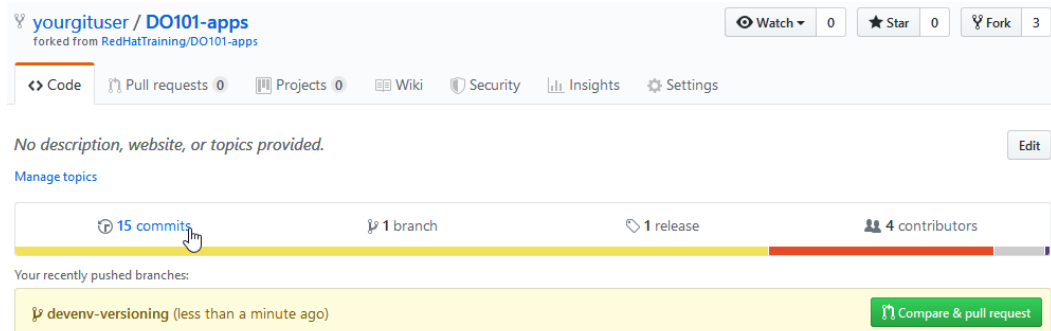 yourgituser / DO101-apps
forked from RedHatTraining/DO101-apps
Watch 0 Star 0 Fork 3
Code Pull requests 0 Projects 0 Wiki Security Insights Settings
No description, website, or topics provided.
Edit
Manage topics
15 commits 1 branch 1 release 4 contributors
Your recently pushed branches:
devenv-versioning (less than a minute ago) Compare & pull request